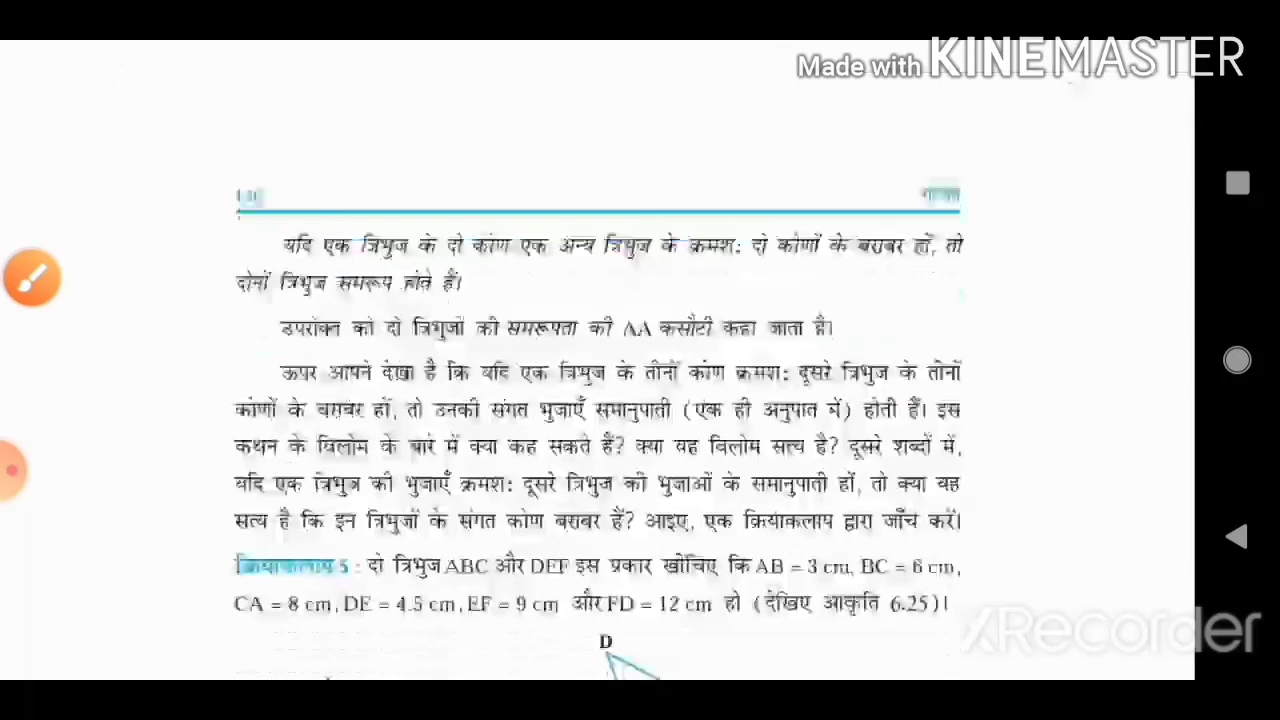 Made with KINEMASTER
यदि एक त्रिभुज के दो कोण एक अन्य त्रिभुज के क्रमश: दो कोणों के बराबर हों, तो
दोनों त्रिभुज समरूप होते हैं।
उपरोक्त को दो त्रिभुजों की समरूपता की AA कसौटी कहा जाता है।
ऊपर आपने देखा है कि यदि एक त्रिभुज के तीनों कोण क्रमश: दूसरे त्रिभुज के तीनों
कोणों के बराबर हों, तो उनकी संगत भुजाएँ समानुपाती (एक ही अनुपात में) होती हैं। इस
कथन के विलोम के बारे में क्या कह सकते हैं? क्या यह विलोम सत्य है? दूसरे शब्दों में,
यदि एक त्रिभुज की भुजाएँ क्रमश: दूसरे त्रिभुज की भुजाओं के समानुपाती हों, तो क्या यह
सत्य है कि इन त्रिभुजों के संगत कोण बराबर हैं? आइए, एक क्रियाकलाप द्वारा जाँच करें।
क्रियाकलाप 5 : दो त्रिभुज ABC और DEF इस प्रकार खींचिए कि AB = 3 cm, BC = 6 cm,
CA = 8 cm, DE = 4.5 cm, EF = 9 cm और FD = 12 cm हो (देखिए आकृति 6.25)।
XRecorder
D